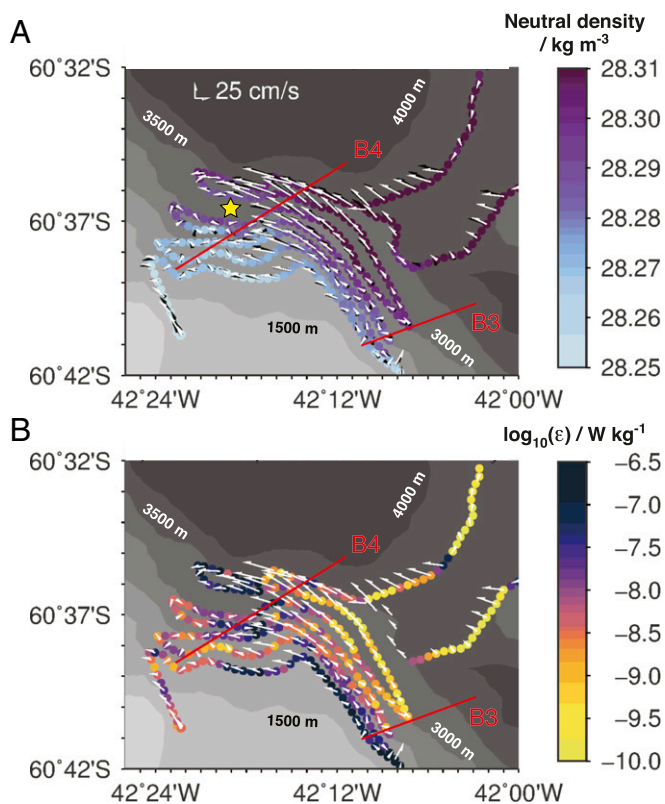 A
Neutral density
/ kg m⁻³
60˚32'S
25 cm/s
3500 m
4000 m
B4
60˚37'S
B3
1500 m
3000 m
60˚42'S
42˚24'W
42˚12'W
42˚00'W
28.31
28.30
28.29
28.28
28.27
28.26
28.25
B
log₁₀(ε) / W kg⁻¹
60˚32'S
3500 m
4000 m
B4
60˚37'S
B3
1500 m
3000 m
60˚42'S
42˚24'W
42˚12'W
42˚00'W
−6.5
−7.0
−7.5
−8.0
−8.5
−9.0
−9.5
−10.0